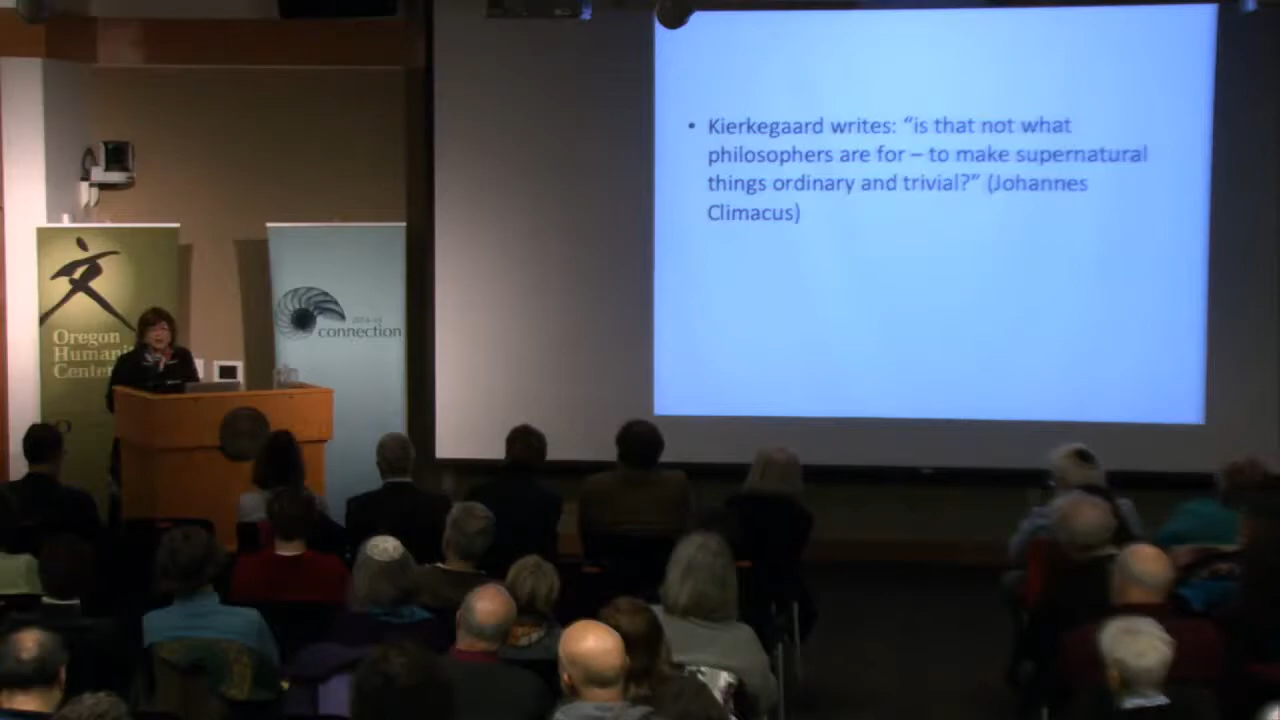 • Kierkegaard writes: “is that not what
philosophers are for – to make supernatural
things ordinary and trivial?” (Johannes
Climacus)
Oregon
Humani
Center
connection